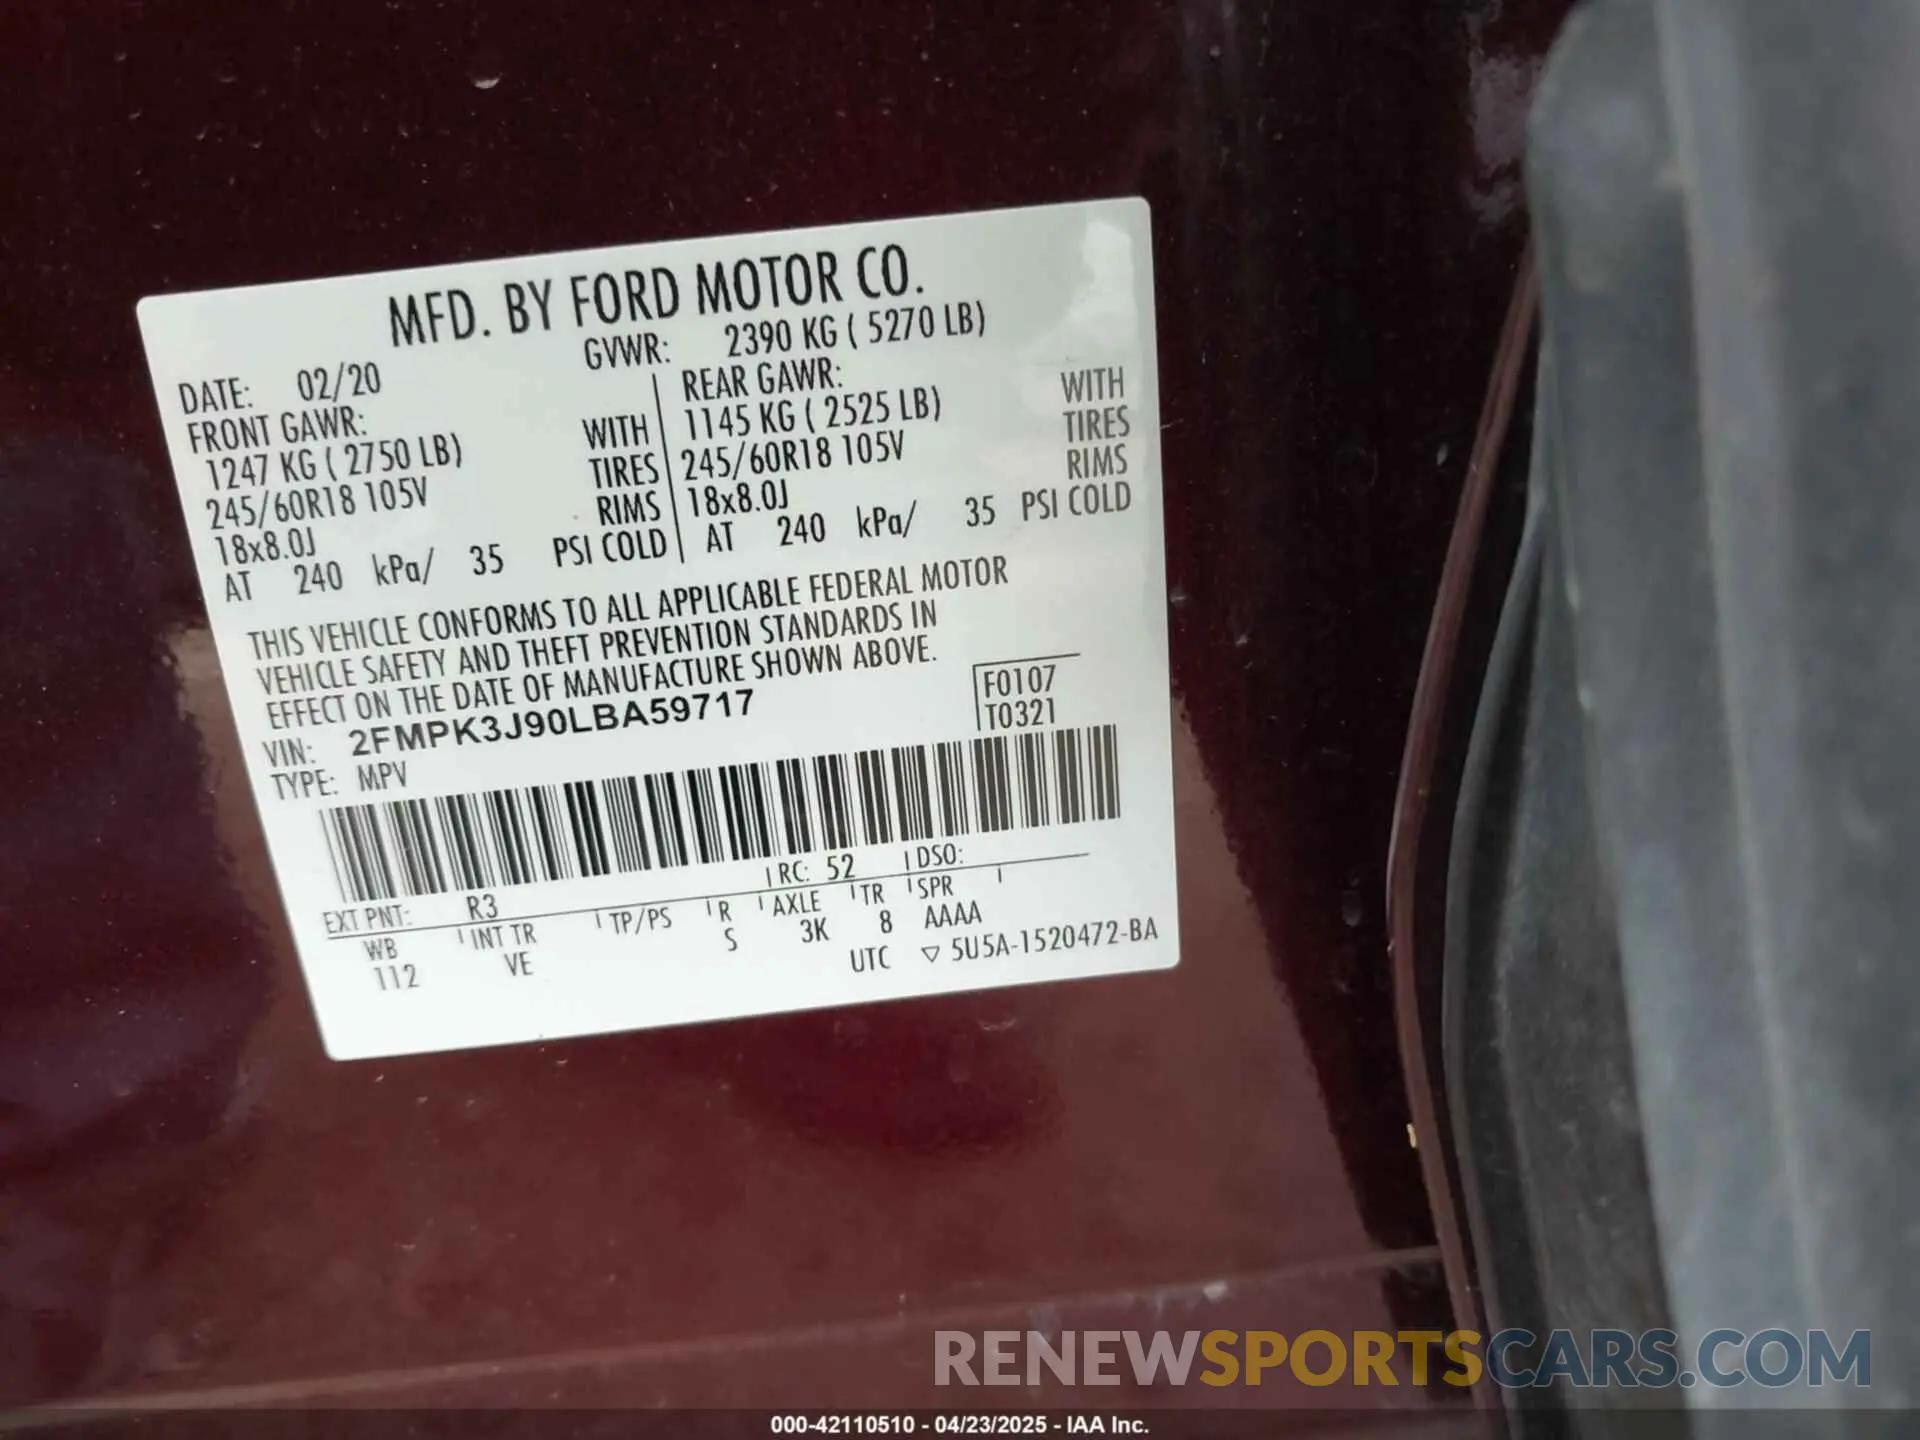 MFD. BY FORD MOTOR CO.
DATE: 02/20 GVWR: 2390 KG ( 5270 LB)
FRONT GAWR: REAR GAWR:
1247 KG ( 2750 LB) WITH 1145 KG ( 2525 LB) WITH
245/60R18 105V TIRES 245/60R18 105V TIRES
18x8.0J RIMS 18x8.0J RIMS
AT 240 kPa/ 35 PSI COLD AT 240 kPa/ 35 PSI COLD
THIS VEHICLE CONFORMS TO ALL APPLICABLE FEDERAL MOTOR
VEHICLE SAFETY AND THEFT PREVENTION STANDARDS IN
EFFECT ON THE DATE OF MANUFACTURE SHOWN ABOVE.
VIN: 2FMPK3J90LBA59717 F0107
TYPE: MPV T0321
EXT PNT: R3 RC: 52 DSO:
WB INT TR TP/PS R AXLE TR SPR
112 VE S 3K 8 AAAA
UTC ▽ 5U5A-1520472-BA
RENEWSPORTSCARS.COM
000-42110510 - 04/23/2025 - IAA Inc.